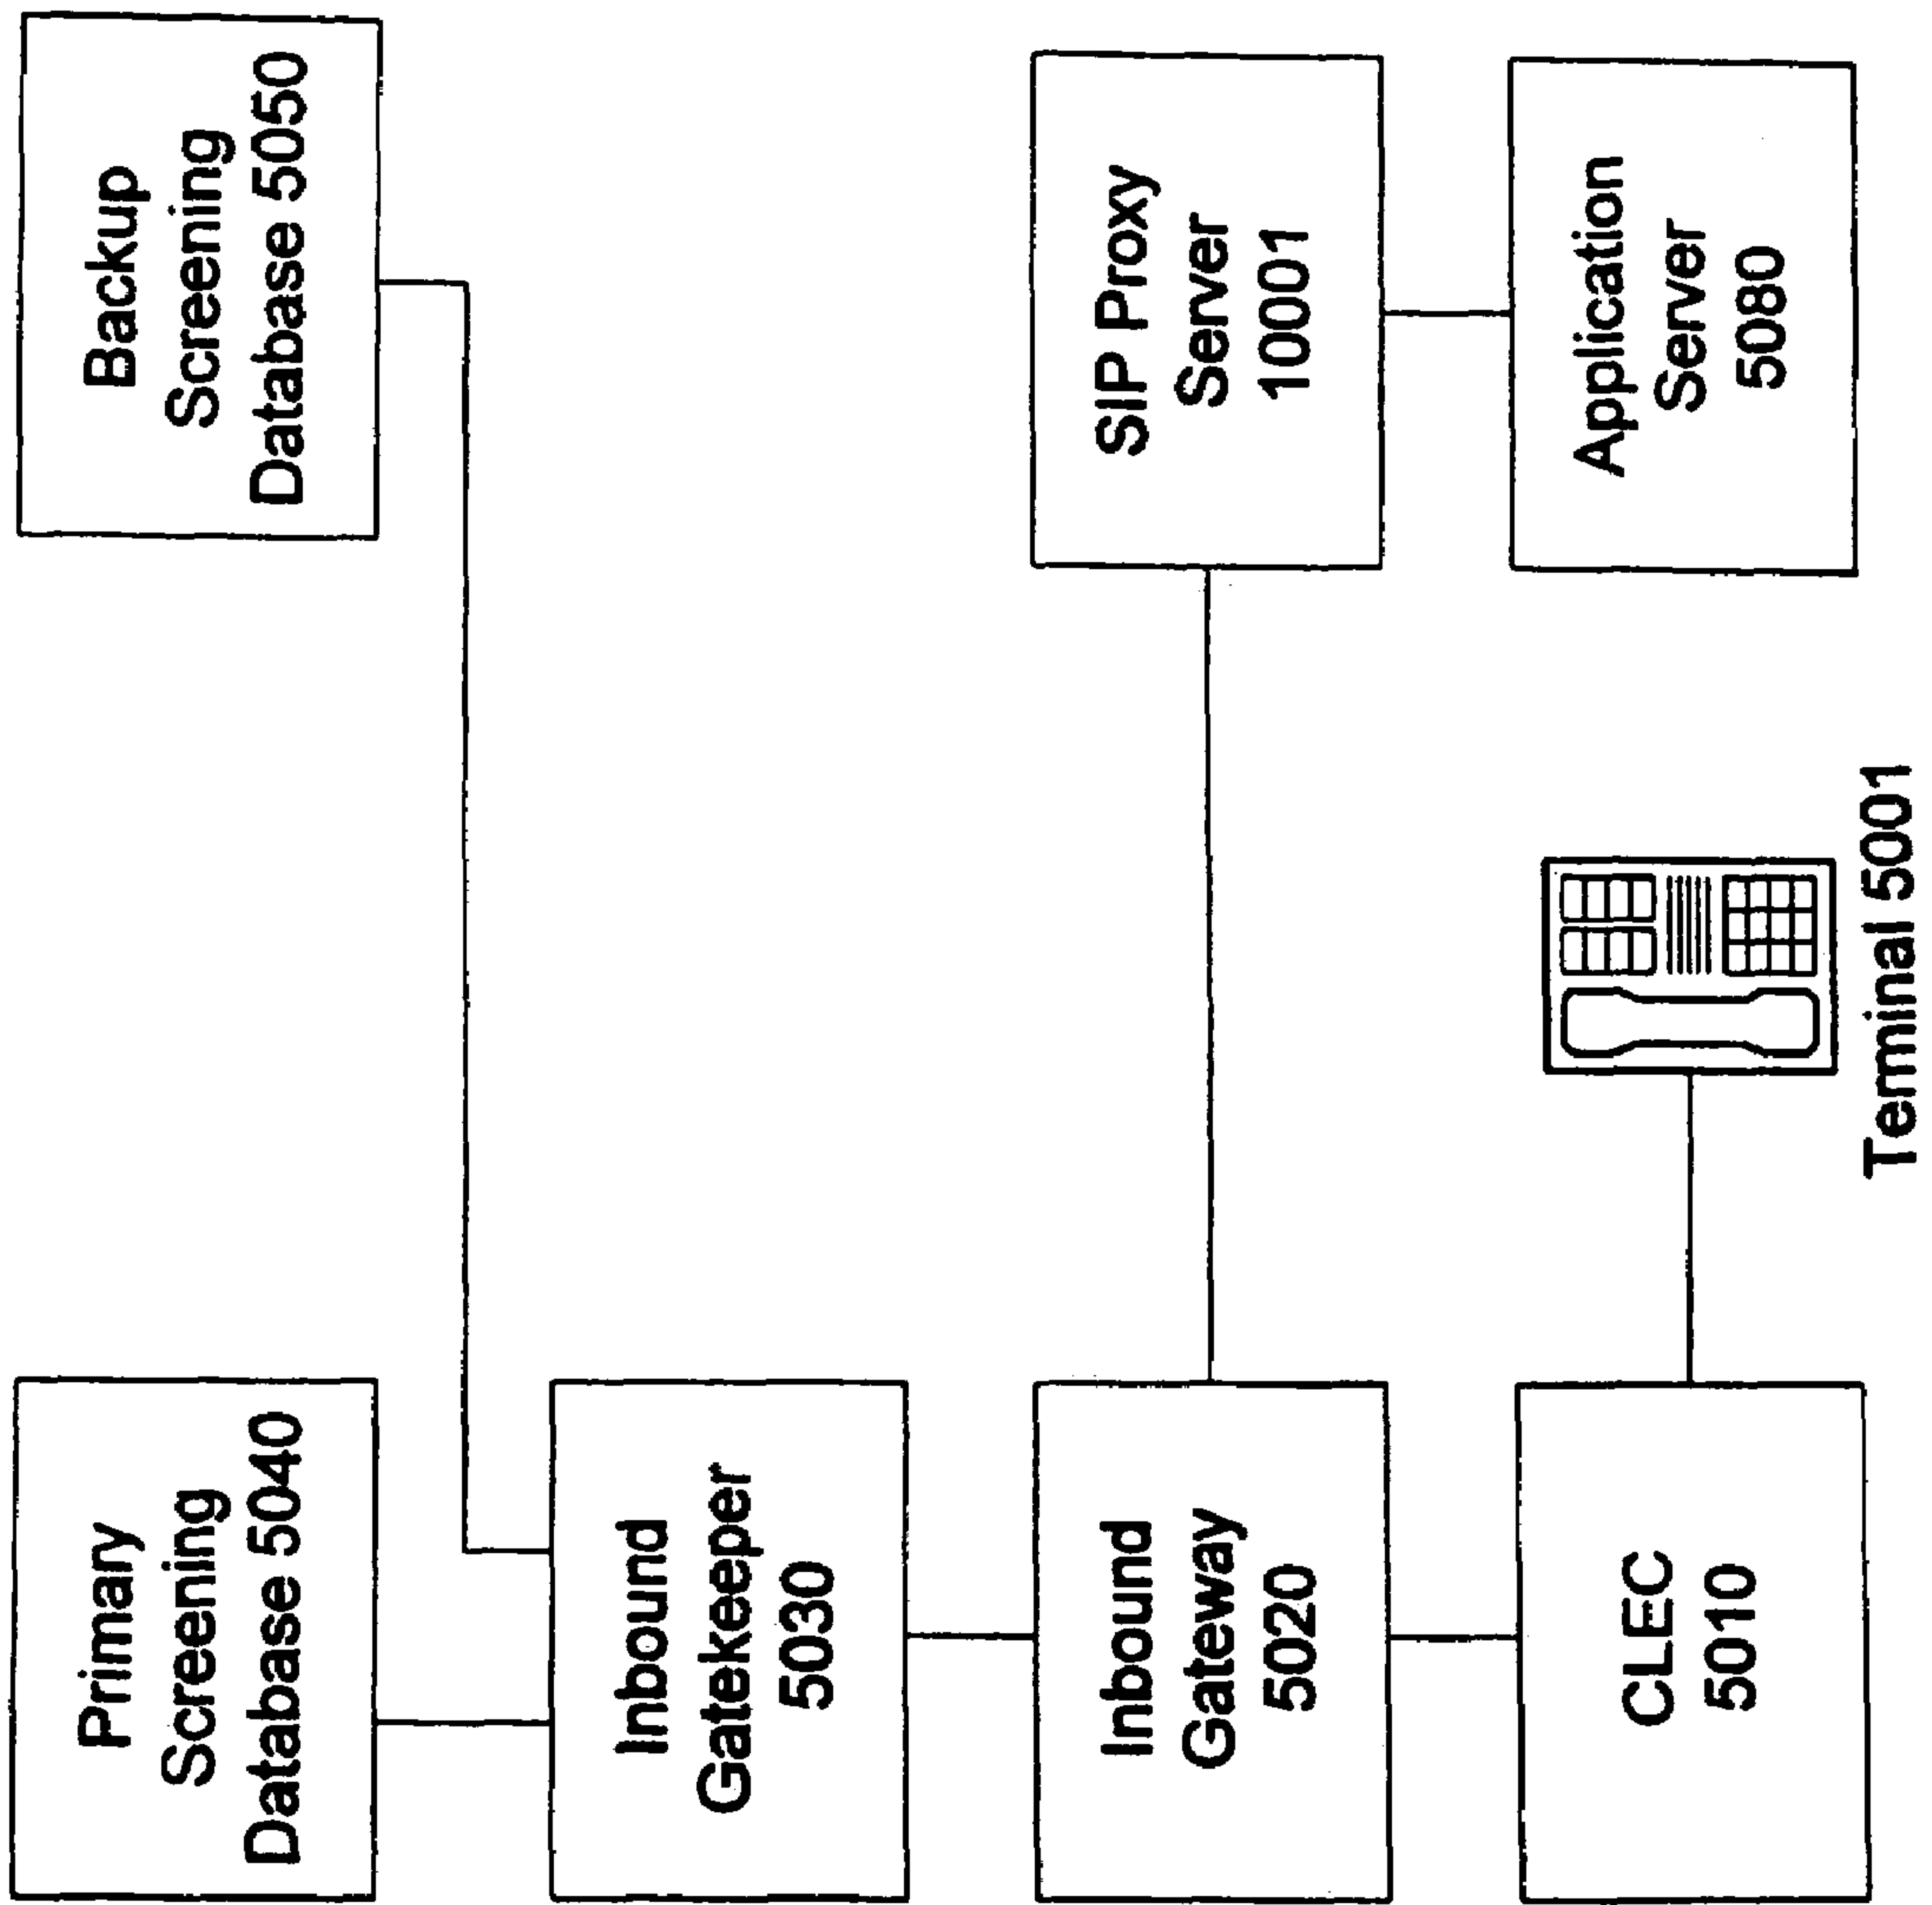 Primary
Screening
Database 5040
Backup
Screening
Database 5050
Inbound
Gatekeeper
5030
Inbound
Gateway
5020
SIP Proxy
Server
10001
CLEC
5010
Application
Server
5080
Terminal 5001